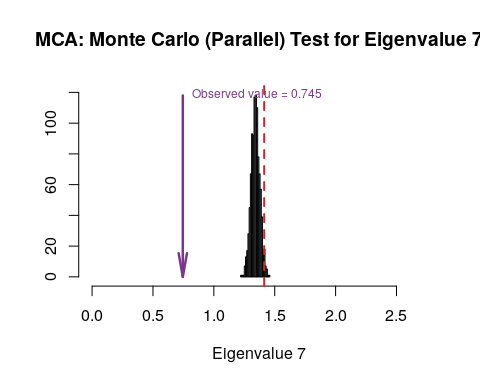 MCA: Monte Carlo (Parallel) Test for Eigenvalue 7
Observed value = 0.745
100
60
20
0
0.0 0.5 1.0 1.5 2.0 2.5
Eigenvalue 7